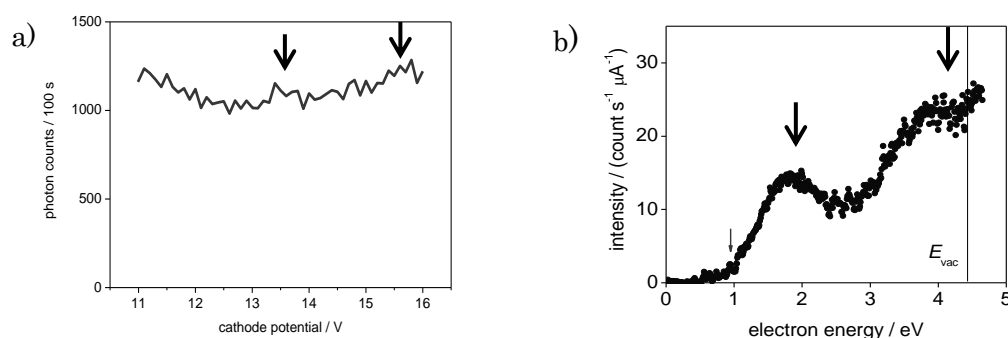 a)
1500
1000
500
0
photon counts / 100 s
11 12 13 14 15 16
cathode potential / V
b)
30
20
10
0
intensity / (count s⁻¹ μA⁻¹)
E_vac
0 1 2 3 4 5
electron energy / eV